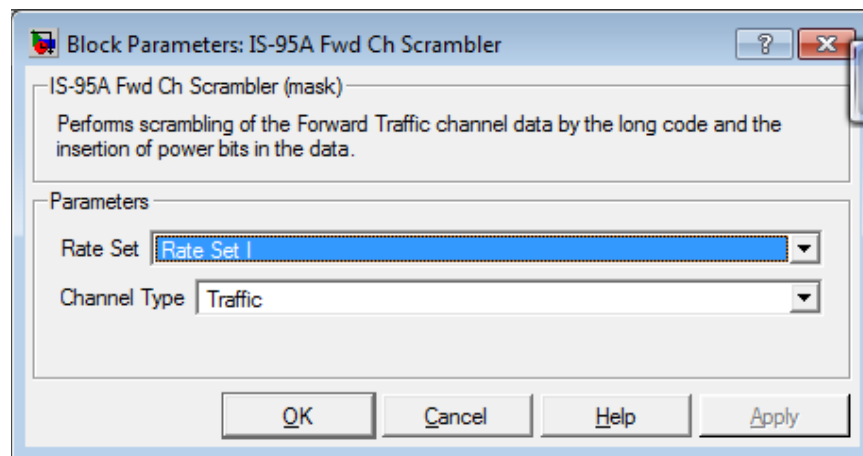 Block Parameters: IS-95A Fwd Ch Scrambler
IS-95A Fwd Ch Scrambler (mask)
Performs scrambling of the Forward Traffic channel data by the long code and the
insertion of power bits in the data.
Parameters
Rate Set Rate Set I
Channel Type Traffic
OK Cancel Help Apply